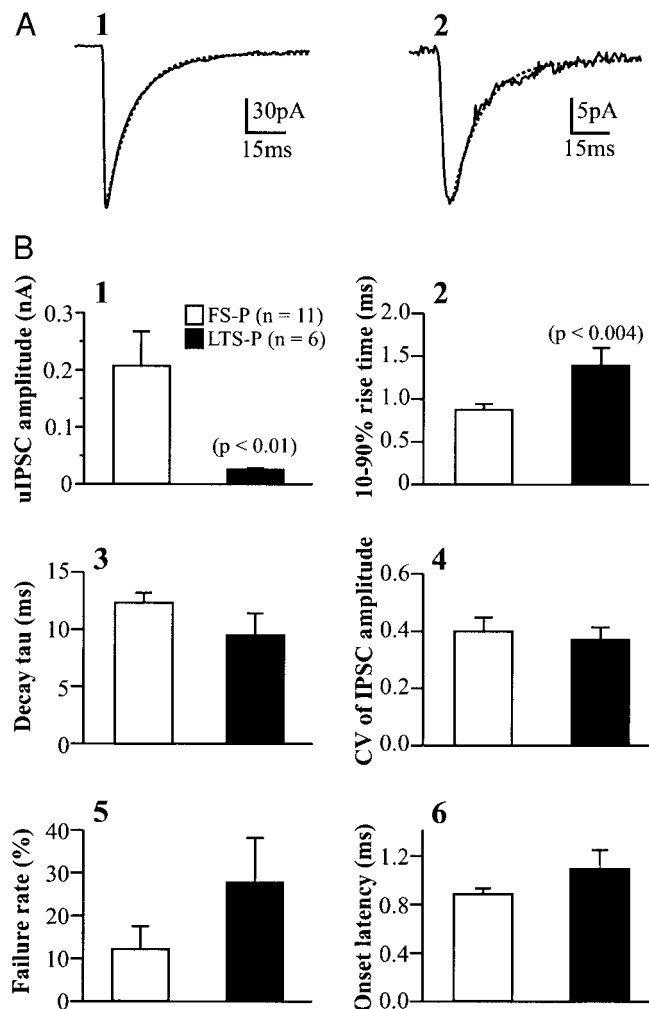 A
1
2
30pA
15ms
5pA
15ms
B
1
uIPSC amplitude (nA)
0.3
0.2
0.1
0
FS-P (n = 11)
LTS-P (n = 6)
(p < 0.01)
2
10-90% rise time (ms)
2.0
1.5
1.0
0.5
0.0
(p < 0.004)
3
Decay tau (ms)
15
10
5
0
4
CV of IPSC amplitude
0.6
0.4
0.2
0.0
5
Failure rate (%)
40
30
20
10
0
6
Onset latency (ms)
1.2
0.8
0.4
0.0